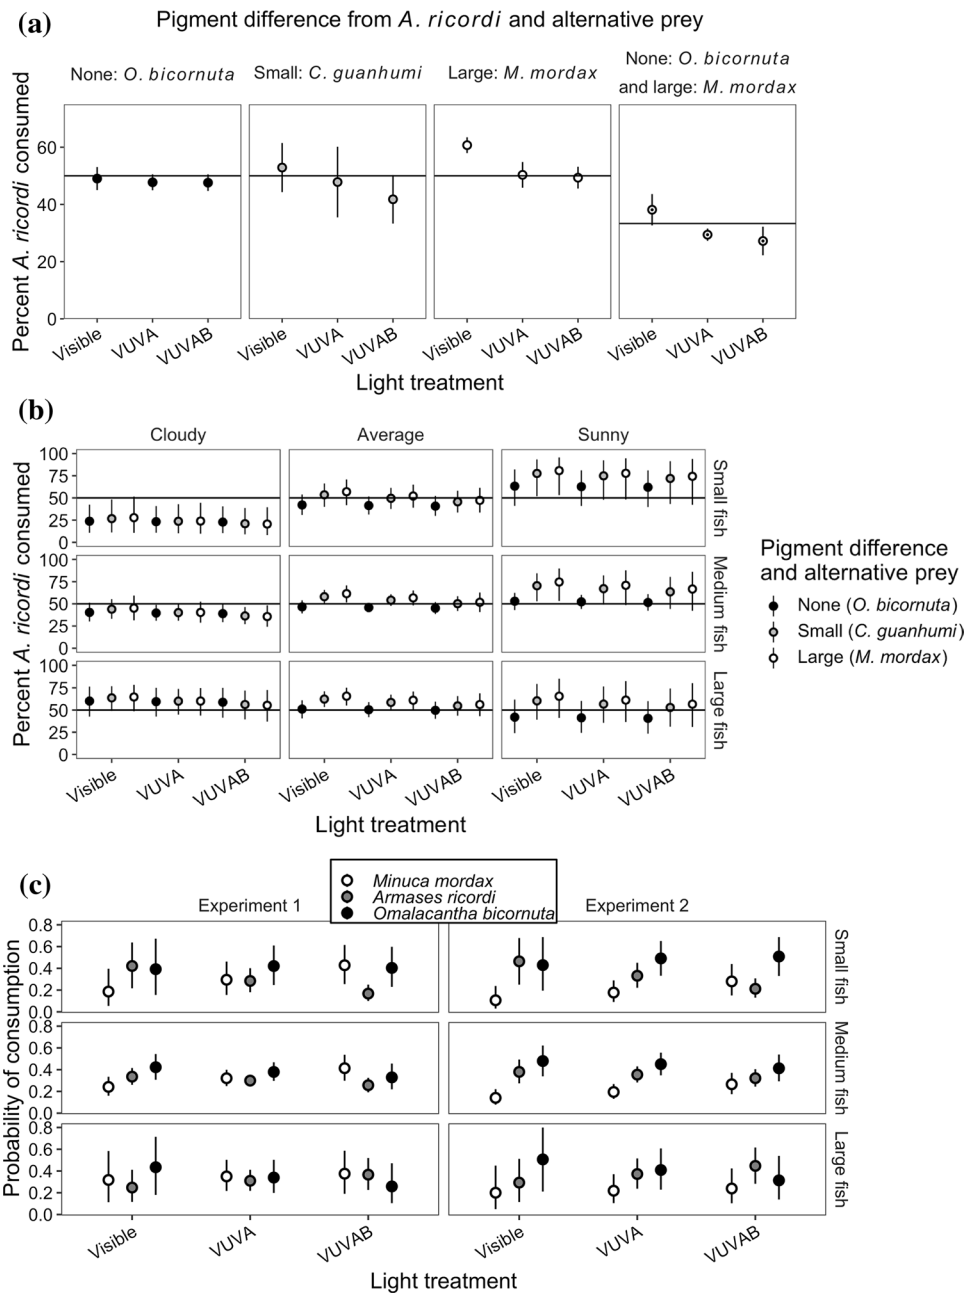 (a)
Pigment difference from A. ricordi and alternative prey
None: O. bicornuta
Small: C. guanhumi
Large: M. mordax
None: O. bicornuta
and large: M. mordax
Percent A. ricordi consumed
60
40
20
0
Visible VUVA VUVAB
Visible VUVA VUVAB
Visible VUVA VUVAB
Visible VUVA VUVAB
Light treatment
(b)
Cloudy Average Sunny
Percent A. ricordi consumed
100
75
50
25
0
Small fish
100
75
50
25
0
Medium fish
100
75
50
25
0
Large fish
Visible VUVA VUVAB
Visible VUVA VUVAB
Visible VUVA VUVAB
Light treatment
Pigment difference
and alternative prey
None (O. bicornuta)
Small (C. guanhumi)
Large (M. mordax)
(c)
Minuca mordax
Armases ricordi
Omalacantha bicornuta
Experiment 1 Experiment 2
Probability of consumption
0.8
0.6
0.4
0.2
0.0
Small fish
0.8
0.6
0.4
0.2
0.0
Medium fish
0.8
0.6
0.4
0.2
0.0
Large fish
Visible VUVA VUVAB
Visible VUVA VUVAB
Light treatment